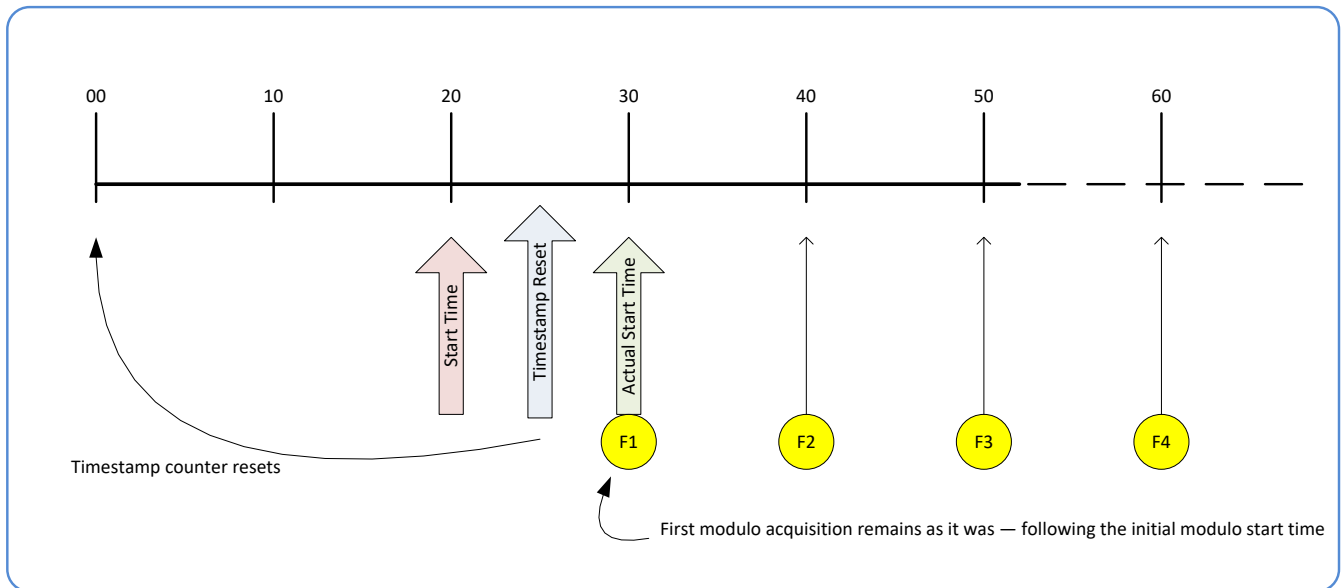 00 10 20 30 40 50 60
Start Time
Timestamp Reset
Actual Start Time
F1 F2 F3 F4
Timestamp counter resets
First modulo acquisition remains as it was — following the initial modulo start time